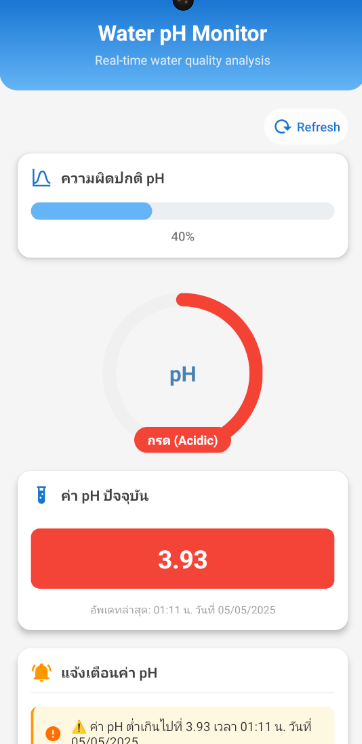 Water pH Monitor
Real-time water quality analysis
Refresh
ความผิดปกติ pH
40%
pH
กรด (Acidic)
ค่า pH ปัจจุบัน
3.93
อัพเดทล่าสุด: 01:11 น. วันที่ 05/05/2025
แจ้งเตือนค่า pH
⚠️ ค่า pH ต่ำเกินไปที่ 3.93 เวลา 01:11 น. วันที่
05/05/2025